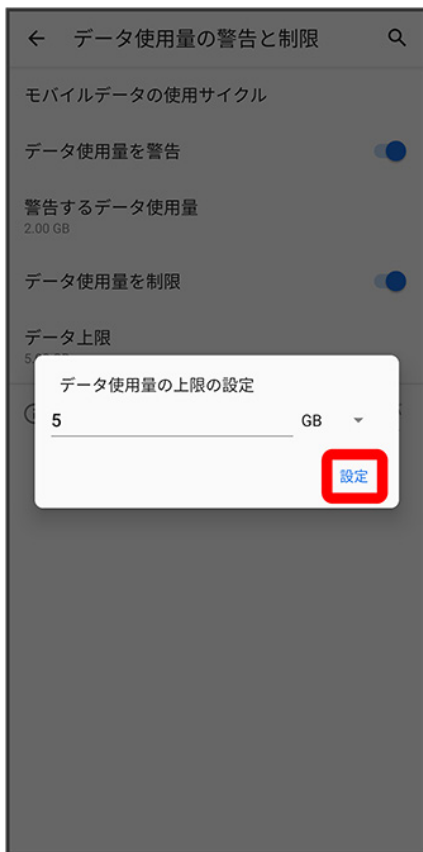 データ使用量の警告と制限
モバイルデータの使用サイクル
データ使用量を警告
警告するデータ使用量
2.00 GB
データ使用量を制限
データ上限
データ使用量の上限の設定
5 GB
設定